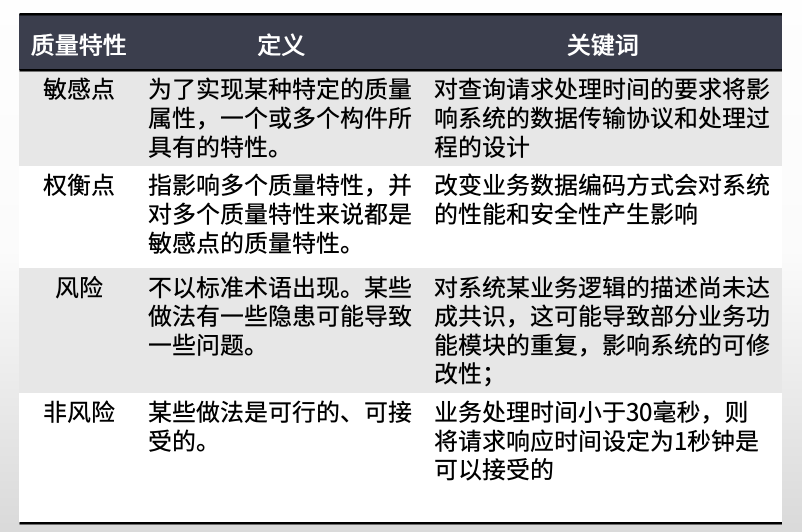 质量特性 定义 关键词
敏感点 为了实现某种特定的质量 对查询请求处理时间的要求将影
属性，一个或多个构件所 响系统的数据传输协议和处理过
具有的特性。 程的设计
权衡点 指影响多个质量特性，并 改变业务数据编码方式会对系统
对多个质量特性来说都是 的性能和安全性产生影响
敏感点的质量特性。
风险 不以标准术语出现。某些 对系统某业务逻辑的描述尚未达
做法有一些隐患可能导致 成共识，这可能导致部分业务功
一些问题。 能模块的重复，影响系统的可修
改性；
非风险 某些做法是可行的、可接 业务处理时间小于30毫秒，则
受的。 将请求响应时间设定为1秒钟是
可以接受的